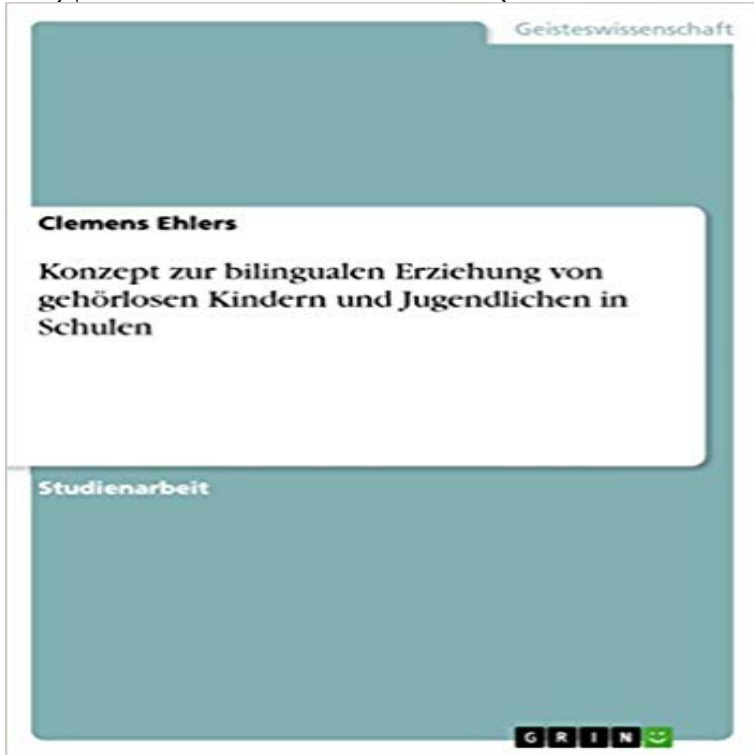 Geisteswissenschaft
Clemens Ehlers
Konzept zur bilingualen Erziehung von
gehörlosen Kindern und Jugendlichen in
Schulen
Studienarbeit
GRIN